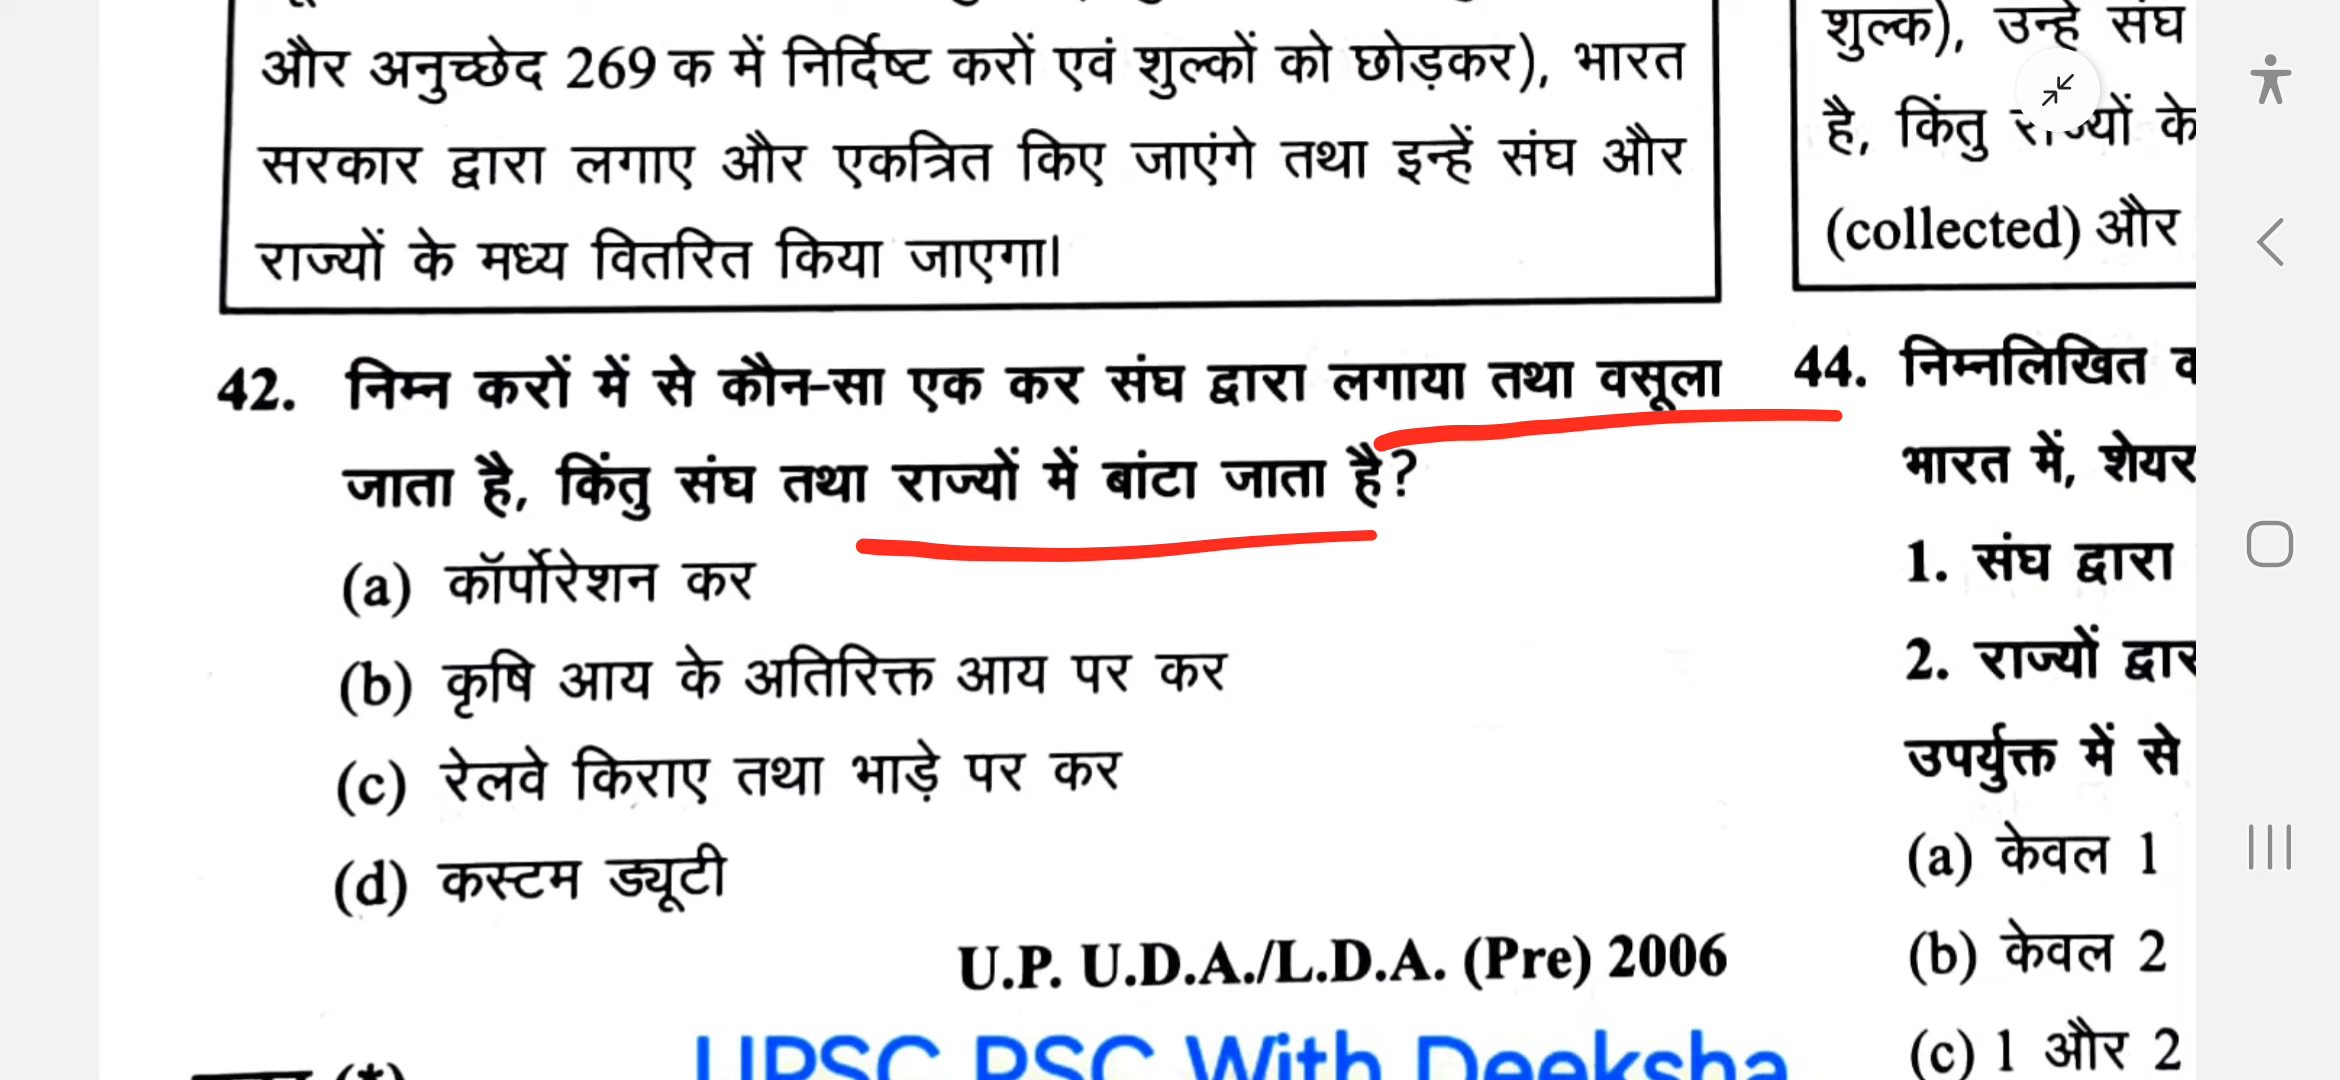 और अनुच्छेद 269 क में निर्दिष्ट करों एवं शुल्कों को छोड़कर), भारत
सरकार द्वारा लगाए और एकत्रित किए जाएंगे तथा इन्हें संघ और
राज्यों के मध्य वितरित किया जाएगा।
42. निम्न करों में से कौन-सा एक कर संघ द्वारा लगाया तथा वसूला
जाता है, किंतु संघ तथा राज्यों में बांटा जाता है?
(a) कॉर्पोरेशन कर
(b) कृषि आय के अतिरिक्त आय पर कर
(c) रेलवे किराए तथा भाड़े पर कर
(d) कस्टम ड्यूटी
U.P. U.D.A./L.D.A. (Pre) 2006
UPSC PSC With Deeksha
शुल्क), उन्हें संघ
है, किंतु के
(collected) और
44. निम्नलिखित
भारत में, शेयर
1. संघ द्वारा
2. राज्यों
उपर्युक्त में से
(a) केवल 1
(b) केवल 2
(c) 1 और 2